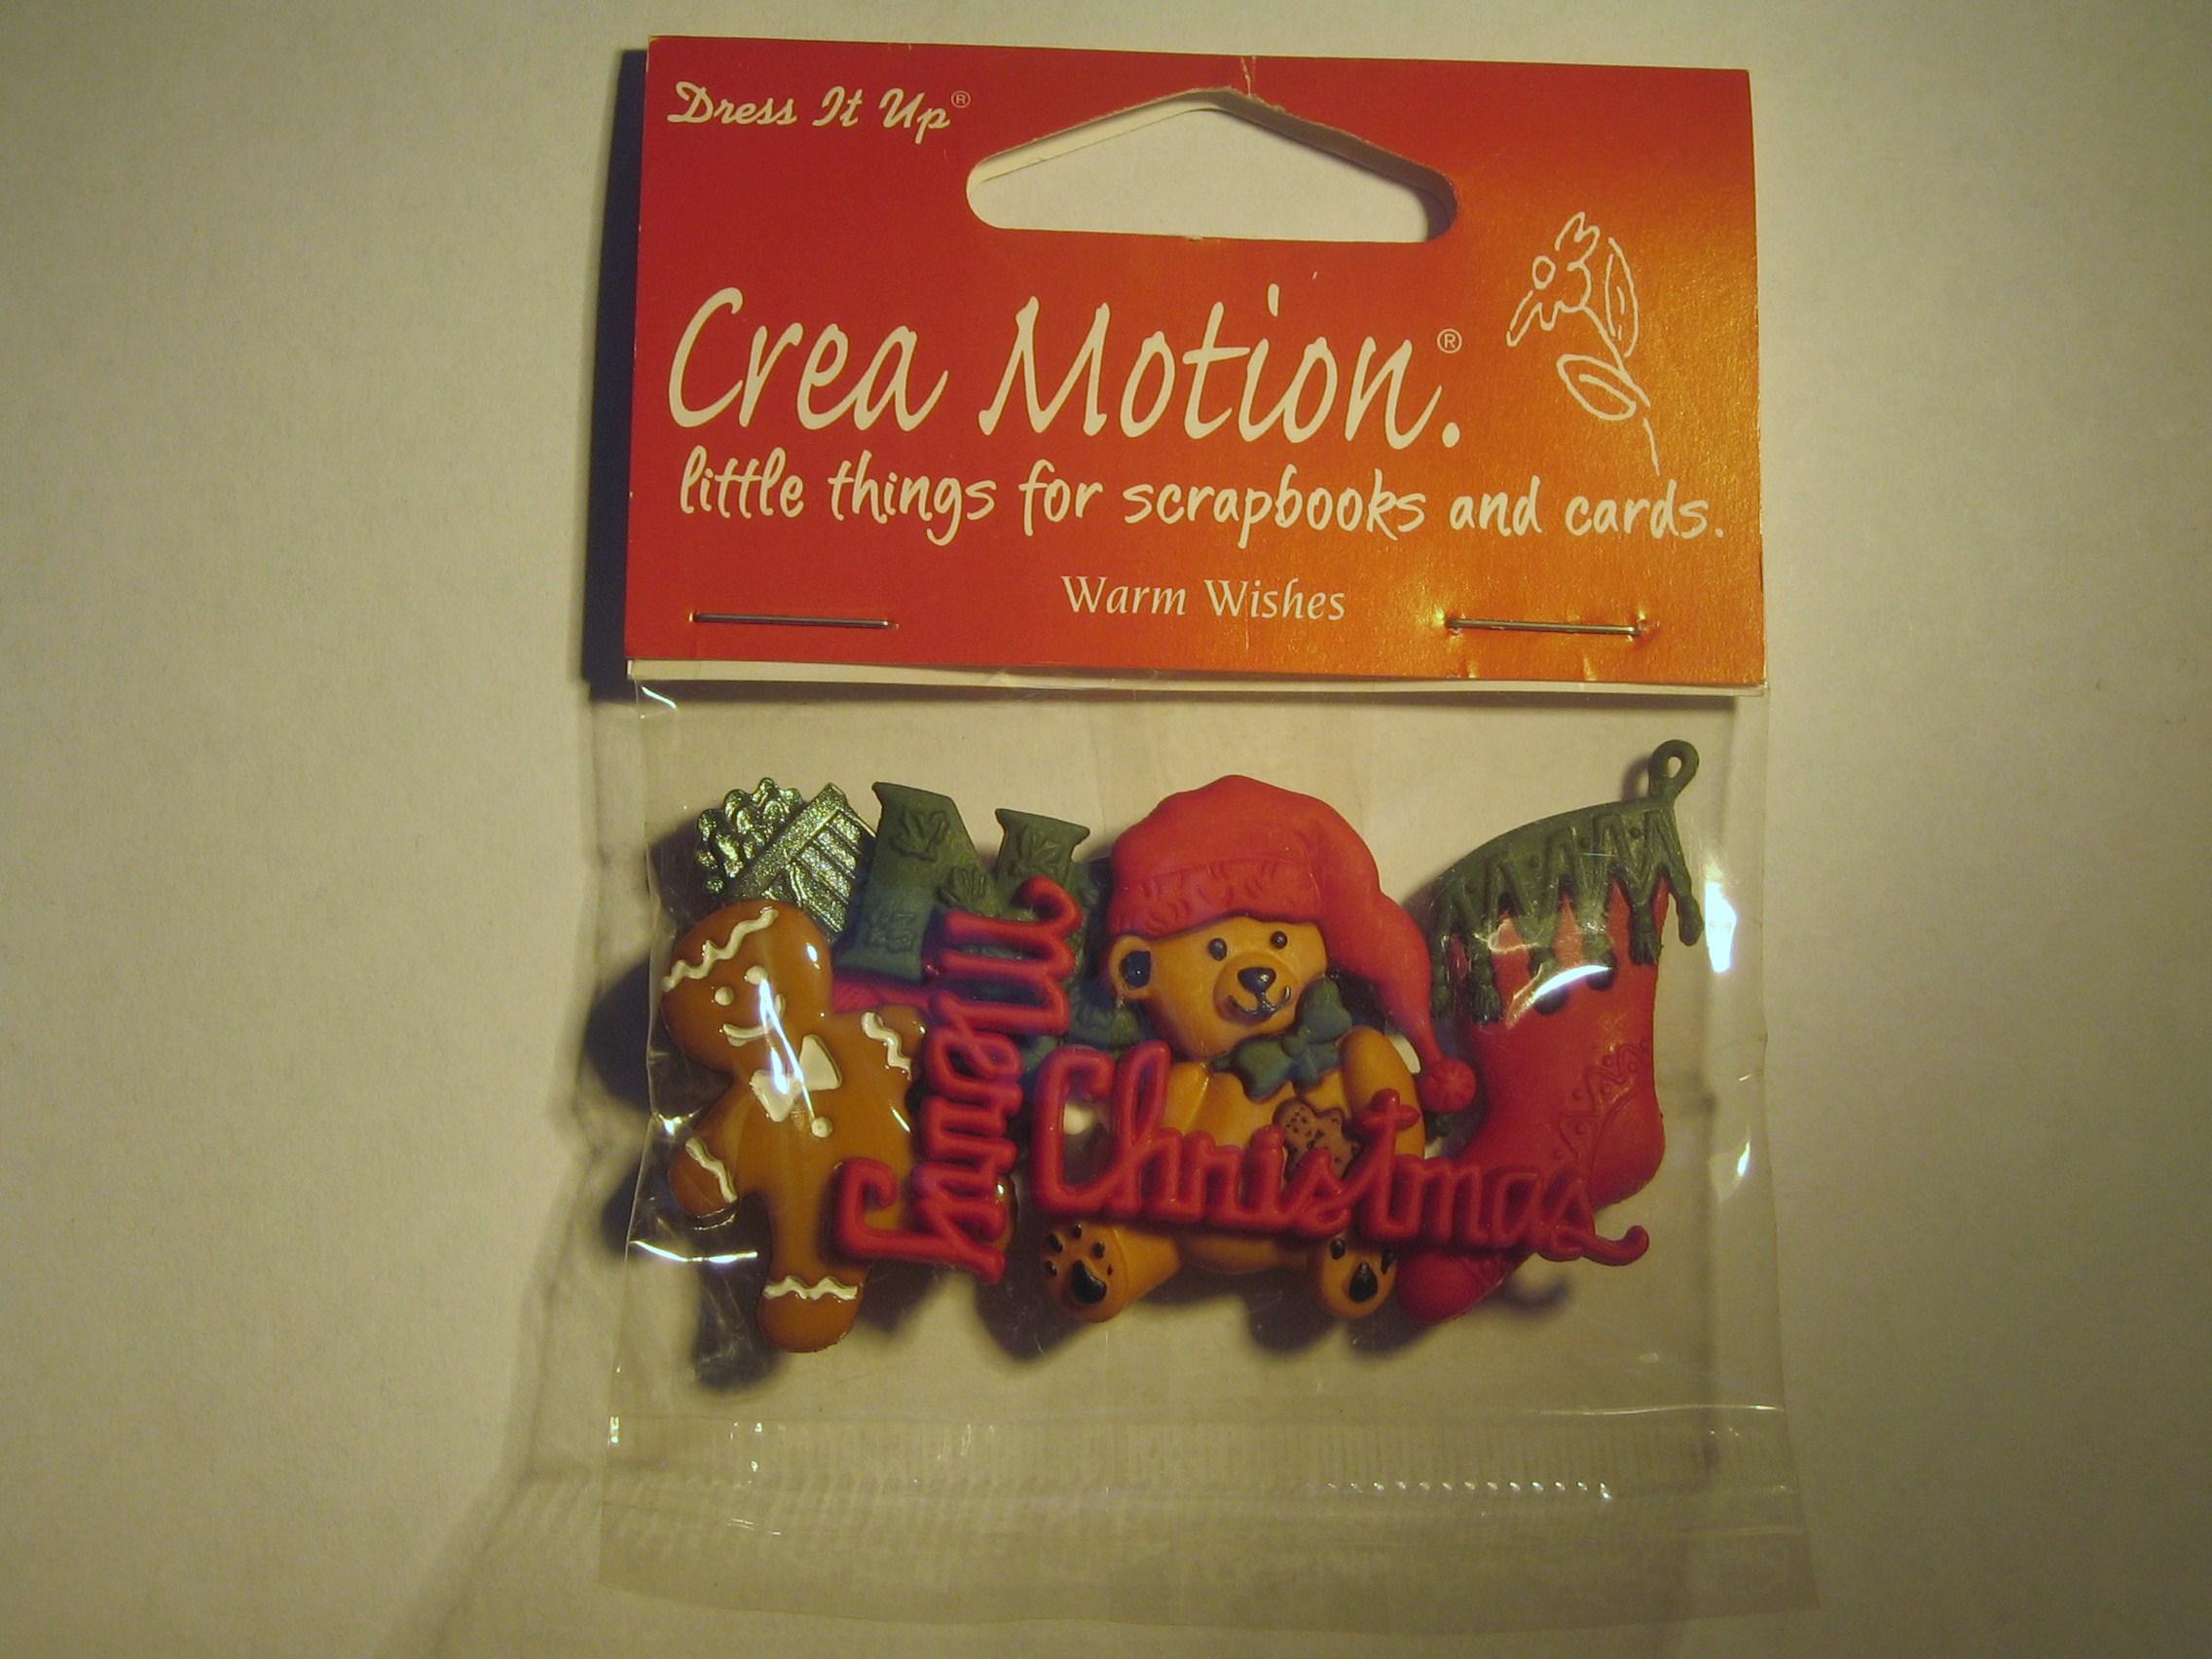 Dress It Up®
Crea Motion.®
little things for scrapbooks and cards.
Warm Wishes
Merry
Christmas